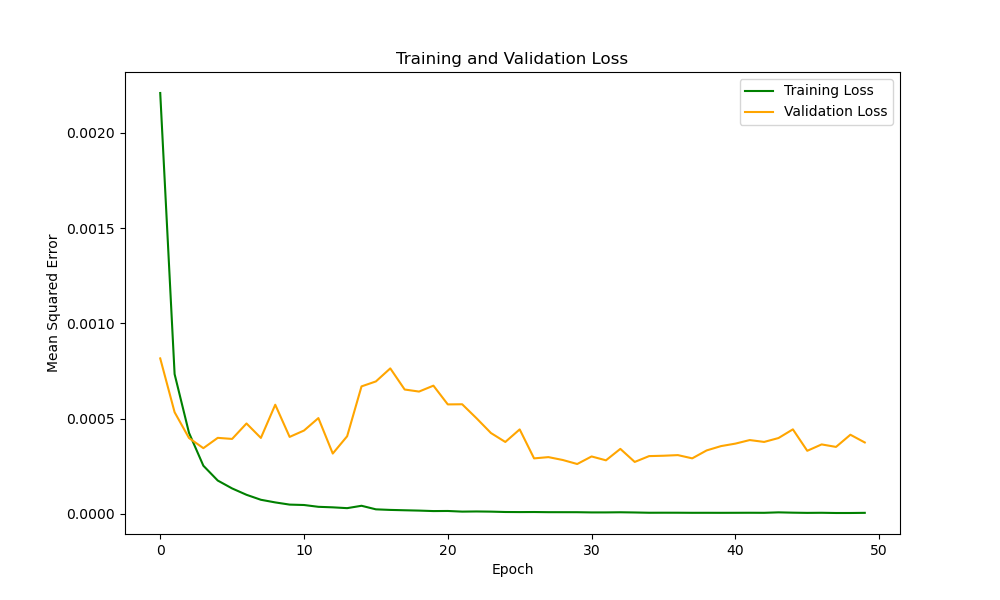 Training and Validation Loss
Training Loss
Validation Loss
Mean Squared Error
0.0020
0.0015
0.0010
0.0005
0.0000
0 10 20 30 40 50
Epoch